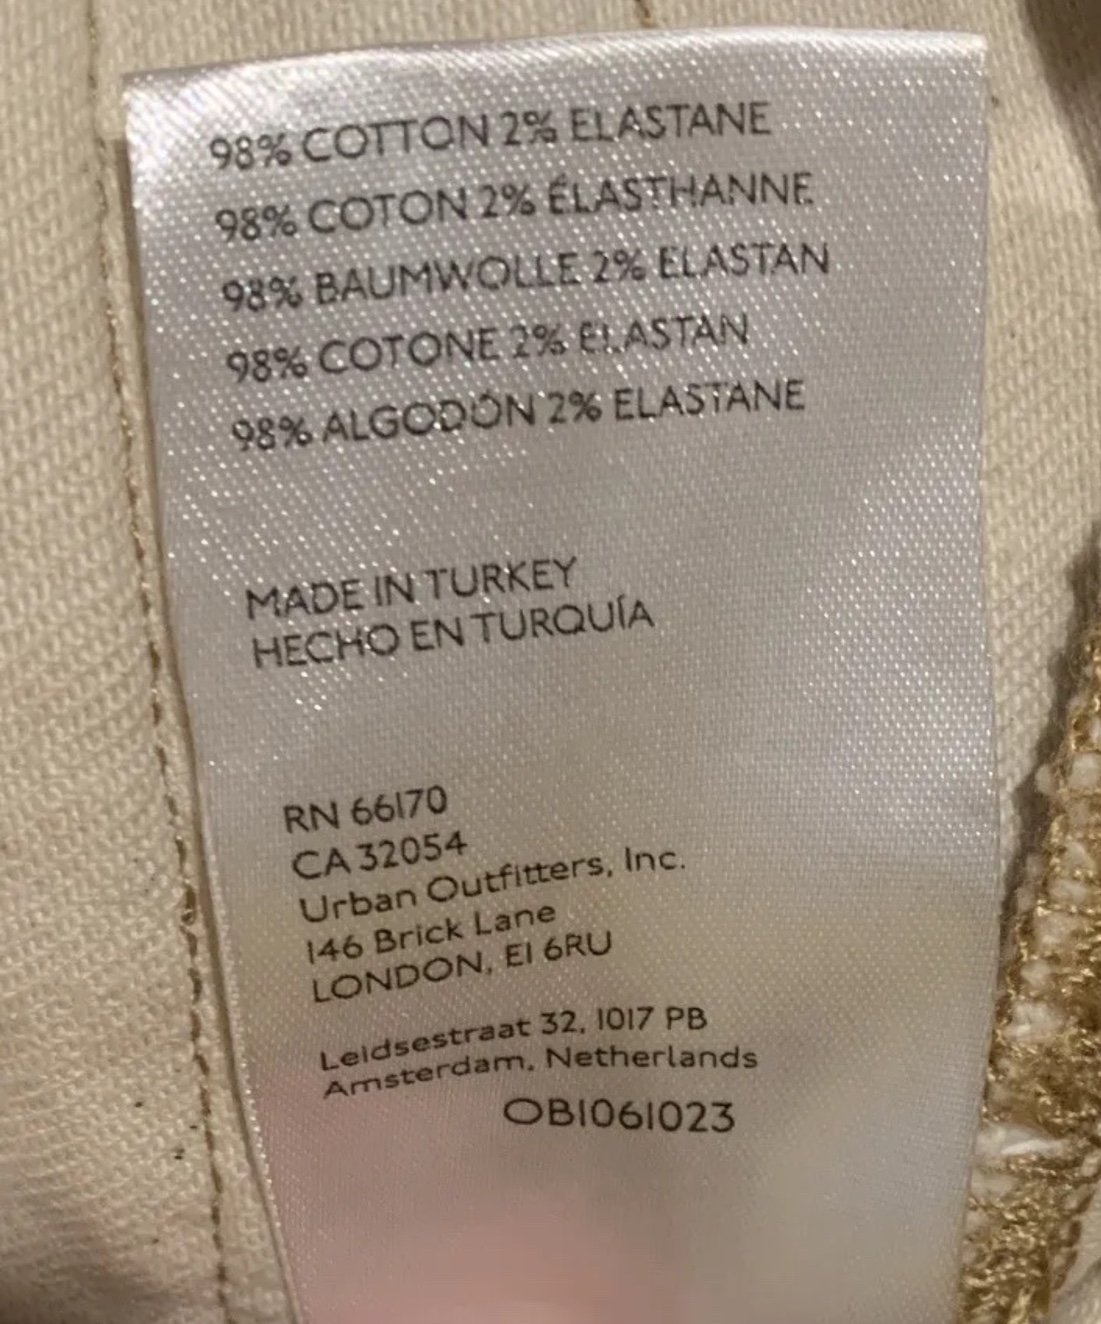 98% COTTON 2% ELASTANE
98% COTON 2% ÉLASTHANNE
98% BAUMWOLLE 2% ELASTAN
98% COTONE 2% ELASTAN
98% ALGODÓN 2% ELASTANE
MADE IN TURKEY
HECHO EN TURQUÍA
RN 66170
CA 32054
Urban Outfitters, Inc.
146 Brick Lane
LONDON, E1 6RU
Leidsestraat 32, 1017 PB
Amsterdam, Netherlands
OB1061023